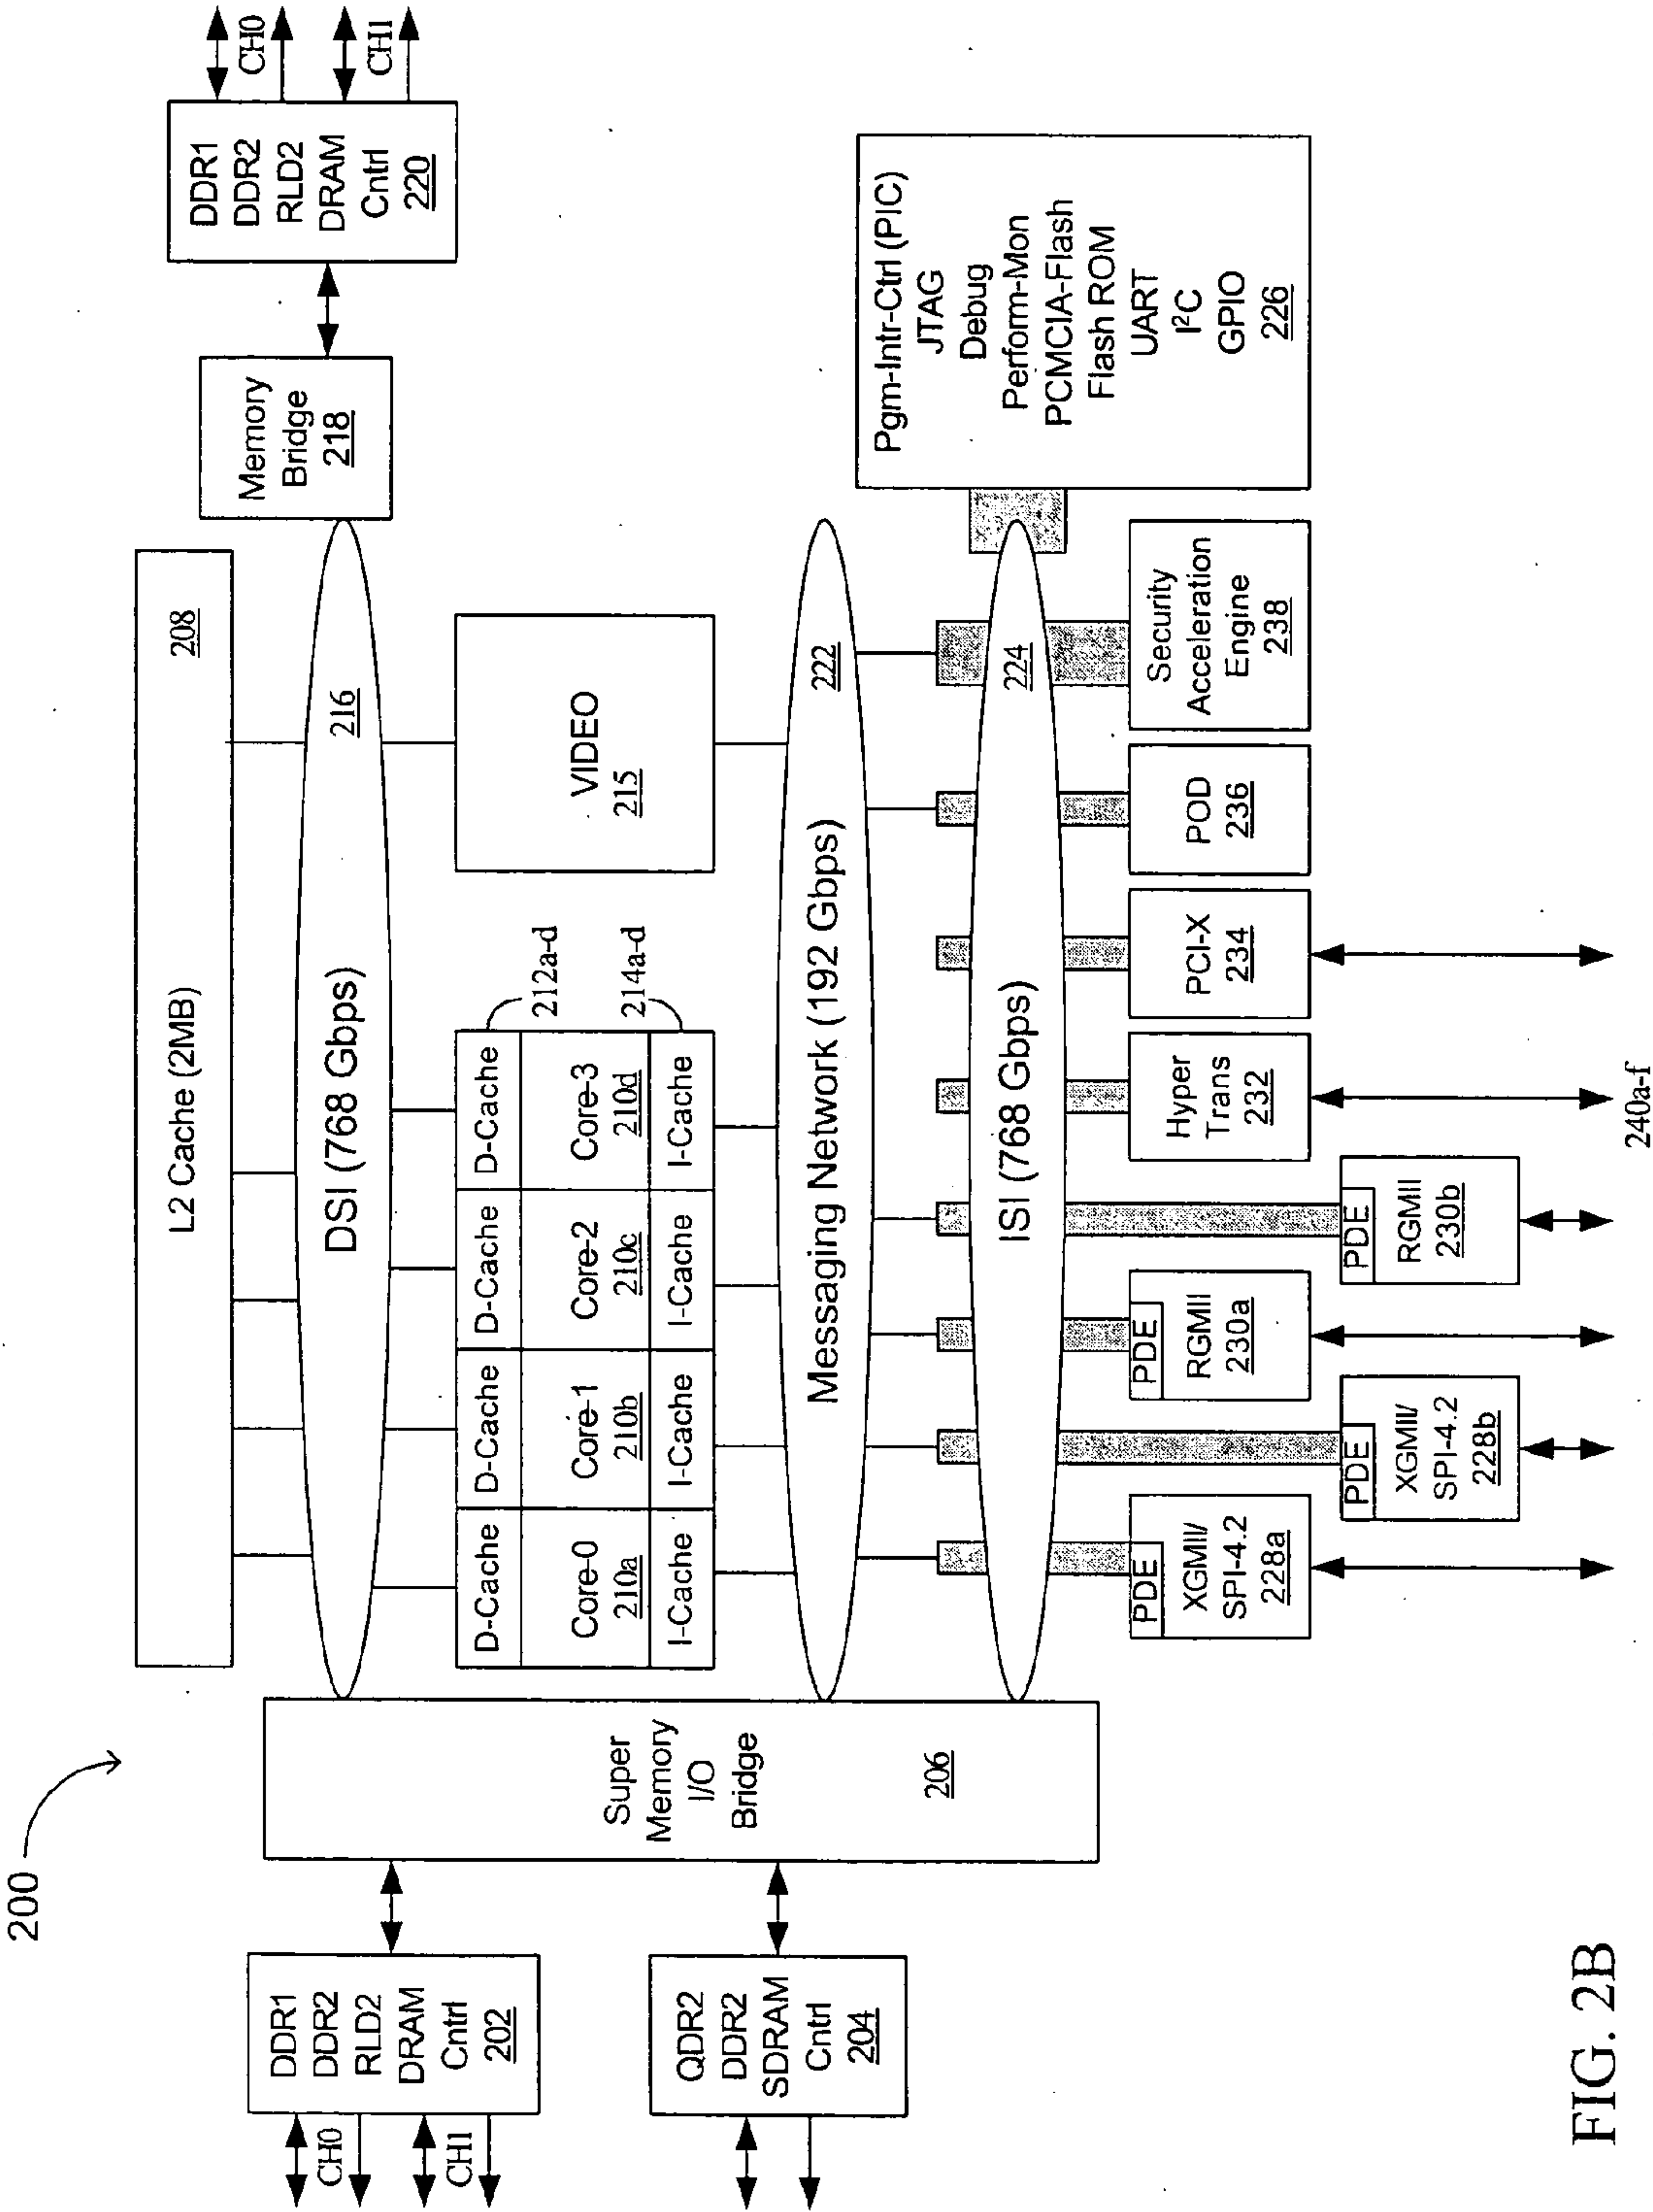 200
DDR1
DDR2
RLD2
DRAM
Cntrl
202
CH0
CH1
QDR2
DDR2
SDRAM
Cntrl
204
Super
Memory
I/O
Bridge
206
L2 Cache (2MB)
208
DSI (768 Gbps)
216
Memory
Bridge
218
DDR1
DDR2
RLD2
DRAM
Cntrl
220
CH0
CH1
D-Cache
D-Cache
D-Cache
D-Cache
212a-d
Core-0
210a
Core-1
210b
Core-2
210c
Core-3
210d
I-Cache
I-Cache
I-Cache
I-Cache
214a-d
VIDEO
215
Messaging Network (192 Gbps)
222
ISI (768 Gbps)
224
Pgm-Intr-Ctrl (PIC)
JTAG
Debug
Perform-Mon
PCMCIA-Flash
Flash ROM
UART
I²C
GPIO
226
PDE
XGMII/
SPI-4.2
228a
PDE
XGMII/
SPI-4.2
228b
PDE
RGMII
230a
PDE
RGMII
230b
Hyper
Trans
232
PCI-X
234
POD
236
Security
Acceleration
Engine
238
240a-f
FIG. 2B